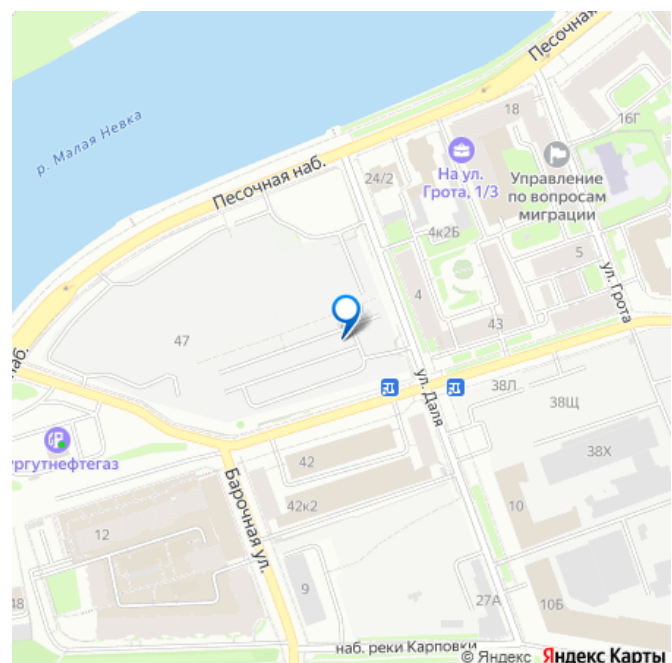 Песочная
18
16Г
р. Малая Невка
На ул.
Грота, 1/3
Управление
по вопросам
миграции
Песочная наб.
24/2
4к2Б
5
ул. Грота
4
43
47
наб.
ул. Даля
38Л
38Щ
38Х
ургутнефтегаз
42
42к2
10
Барочная ул.
12
9
48
27А
10Б
наб. реки Карповки
© Яндекс Яндекс Карты